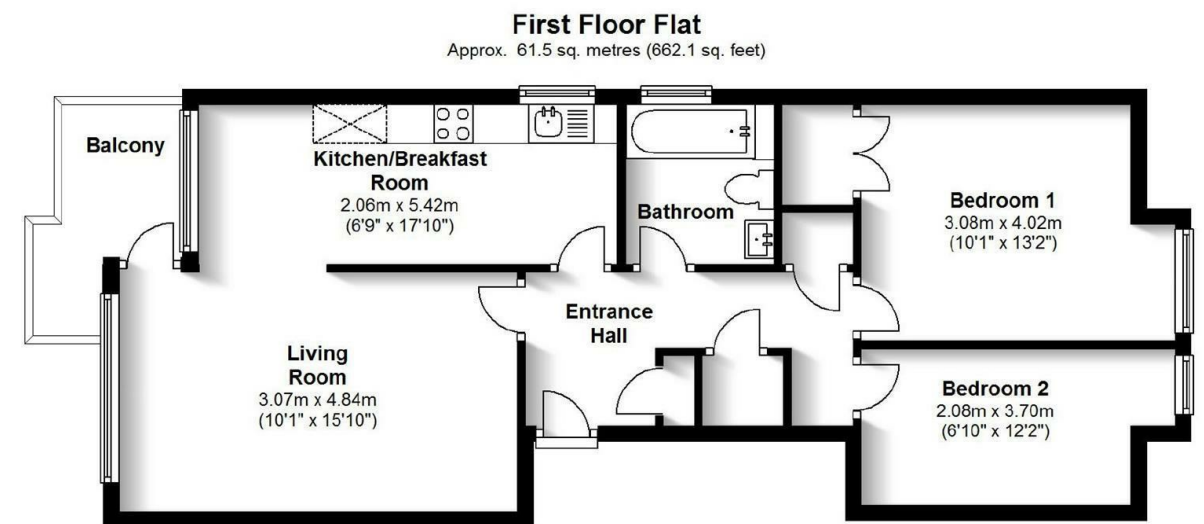 First Floor Flat
Approx. 61.5 sq. metres (662.1 sq. feet)
Balcony
Kitchen/Breakfast
Room
2.06m x 5.42m
(6'9" x 17'10")
Bathroom
Bedroom 1
3.08m x 4.02m
(10'1" x 13'2")
Entrance
Hall
Living
Room
3.07m x 4.84m
(10'1" x 15'10")
Bedroom 2
2.08m x 3.70m
(6'10" x 12'2")